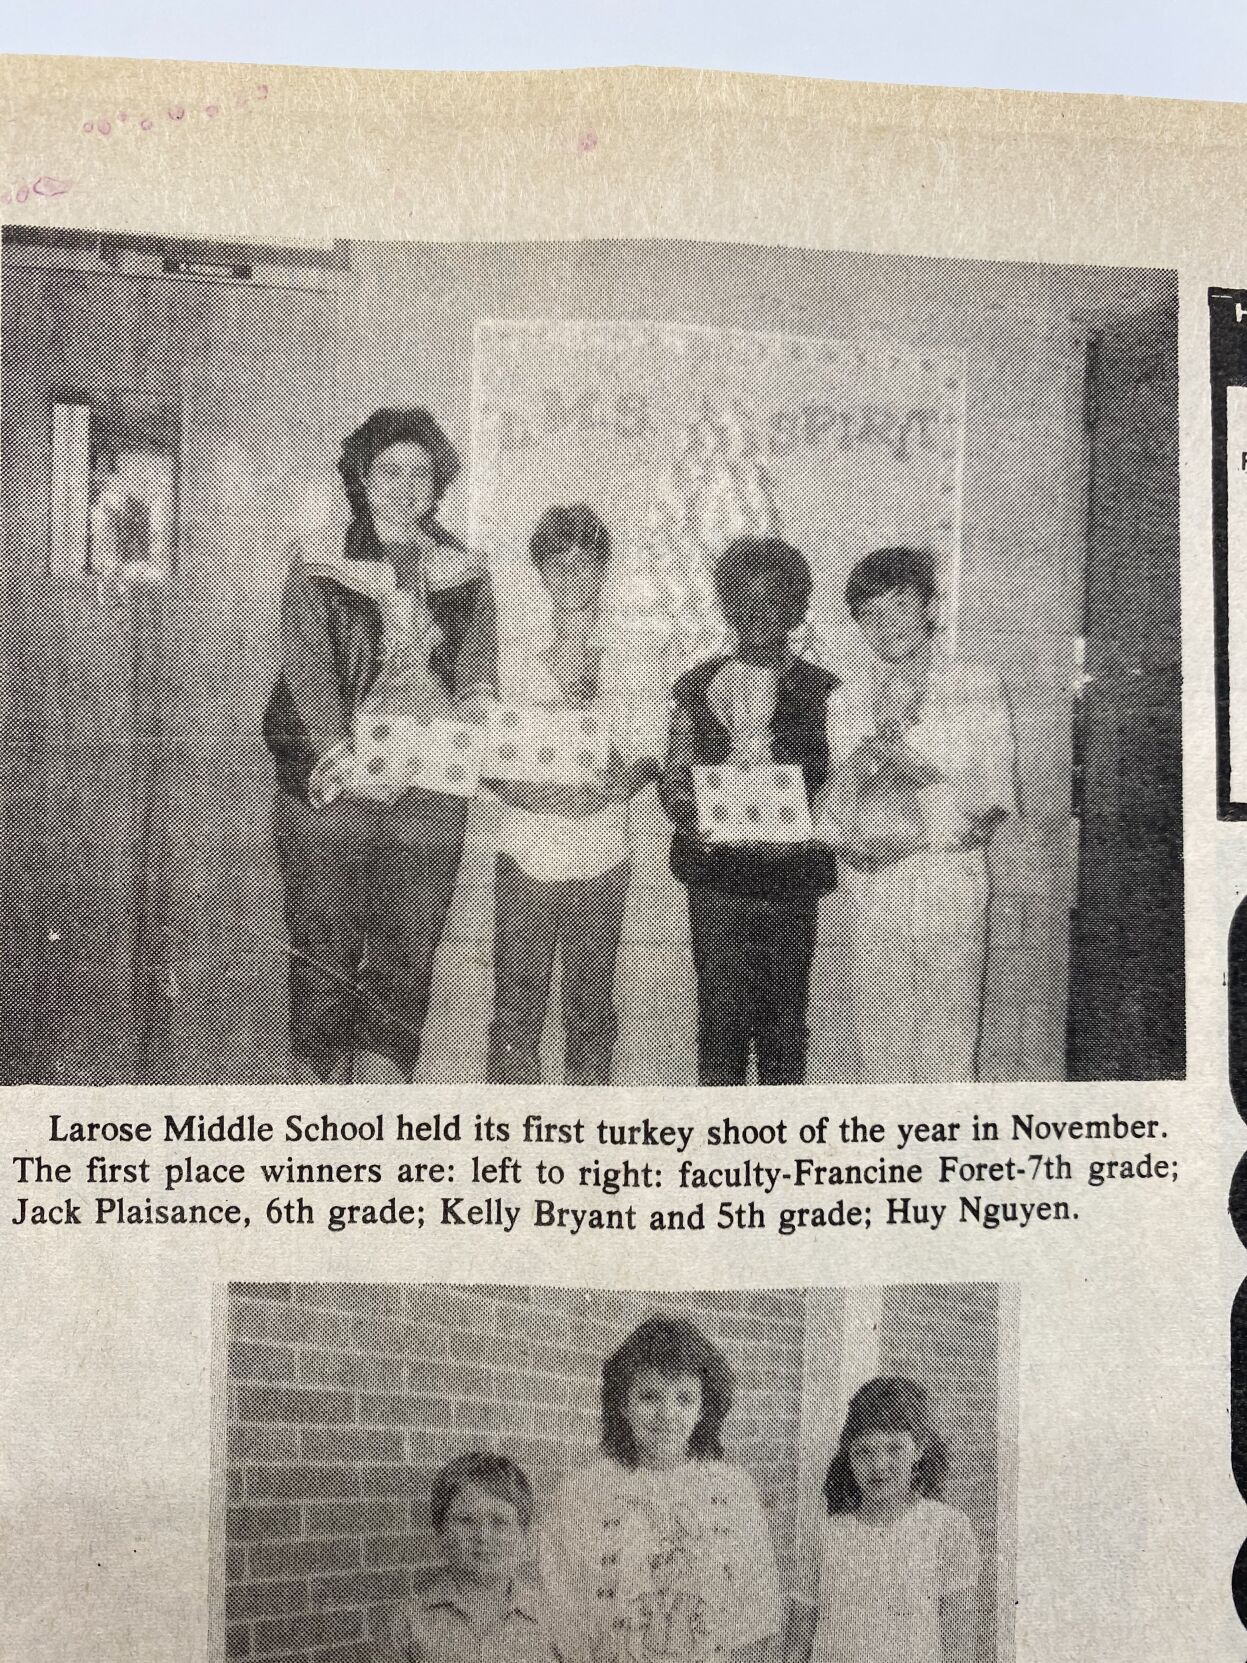 Larose Middle School held its first turkey shoot of the year in November.
The first place winners are: left to right: faculty-Francine Foret-7th grade;
Jack Plaisance, 6th grade; Kelly Bryant and 5th grade; Huy Nguyen.